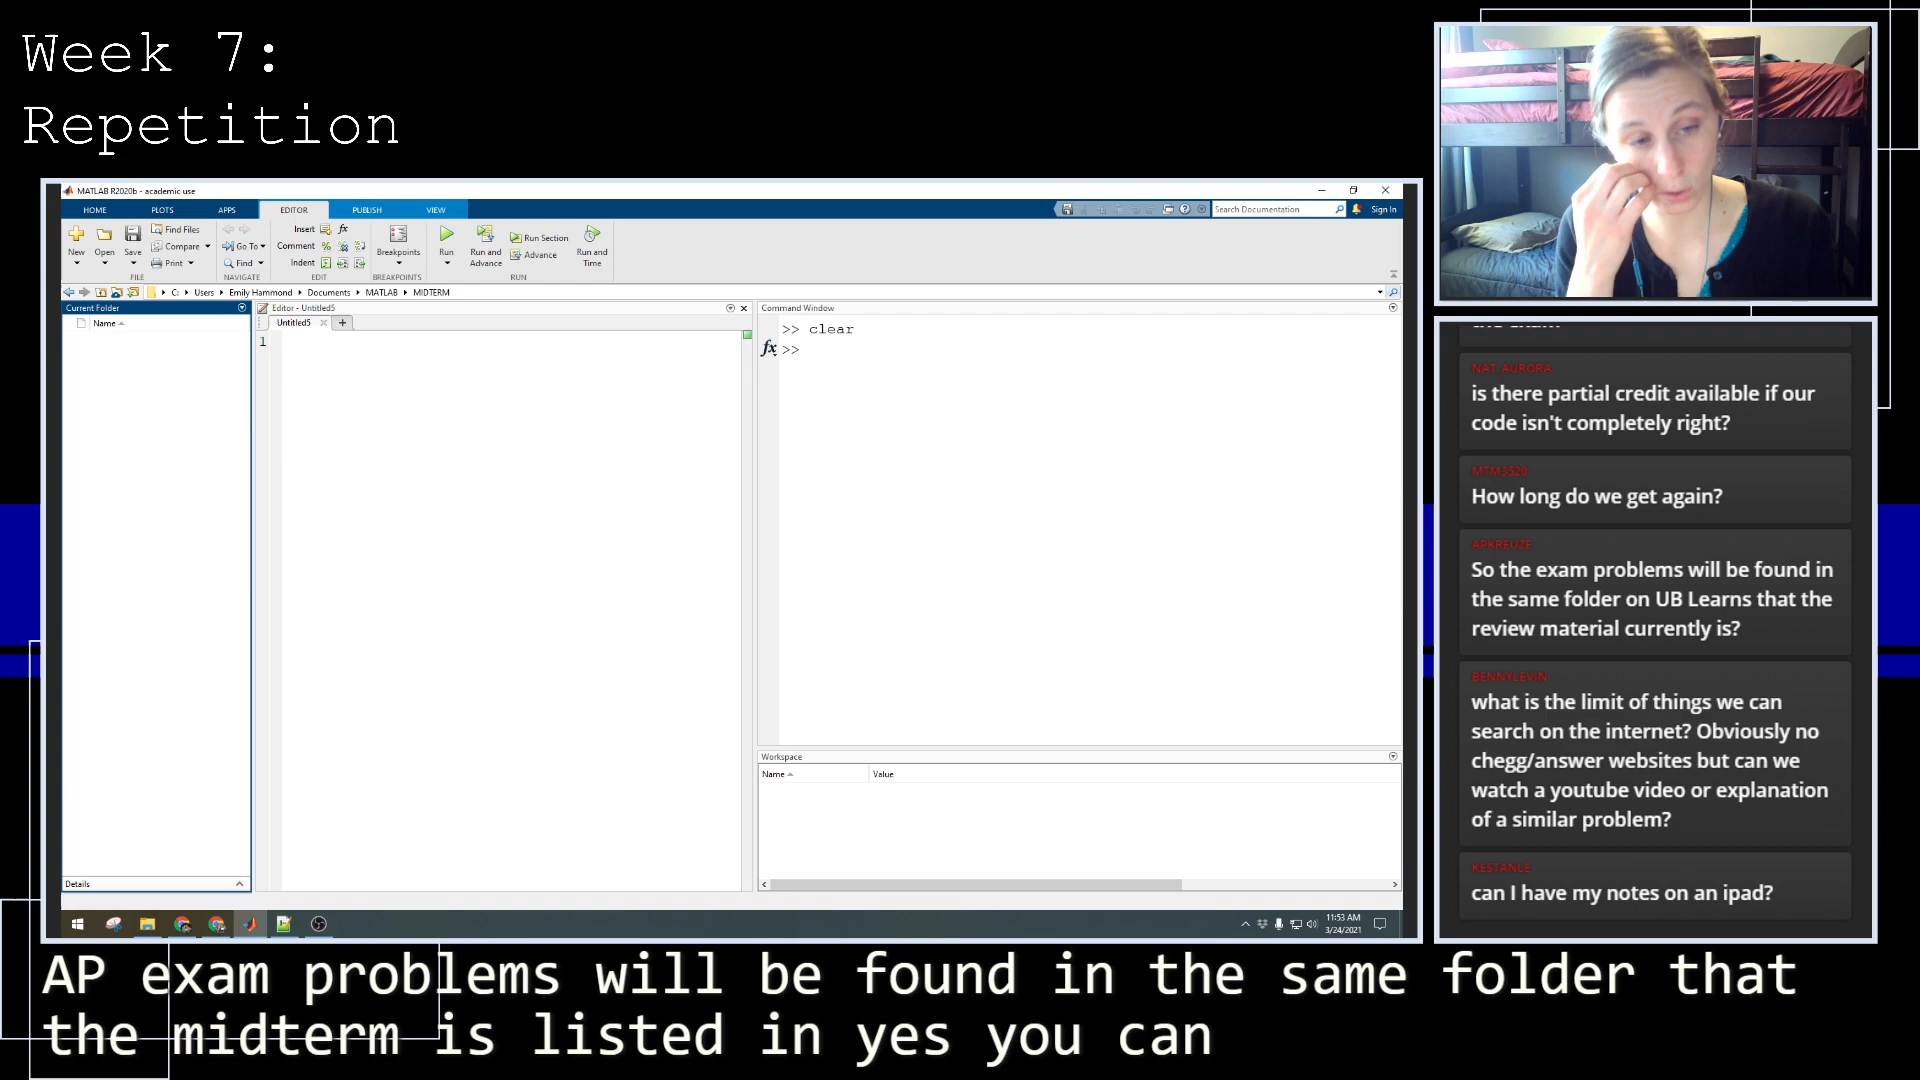 Week 7:
Repetition
MATLAB R2020b - academic use
HOME PLOTS APPS EDITOR PUBLISH VIEW
Search Documentation
Sign In
New Open Save
Find Files
Compare
Print
FILE
Go To
Find
NAVIGATE
Insert
Comment
Indent
EDIT
Breakpoints
BREAKPOINTS
Run
Run and Advance
Run Section
Advance
Run and Time
RUN
C: Users Emily Hammond Documents MATLAB MIDTERM
Current Folder
Name
Details
Editor - Untitled5
Untitled5
1
Command Window
>> clear
fx >>
Workspace
Name Value
11:53 AM
3/24/2021
NAT AURORA
is there partial credit available if our
code isn't completely right?
MTM3520
How long do we get again?
APKREUZE
So the exam problems will be found in
the same folder on UB Learns that the
review material currently is?
BENNYLEVIN
what is the limit of things we can
search on the internet? Obviously no
chegg/answer websites but can we
watch a youtube video or explanation
of a similar problem?
KESTANLE
can I have my notes on an ipad?
AP exam problems will be found in the same folder that
the midterm is listed in yes you can